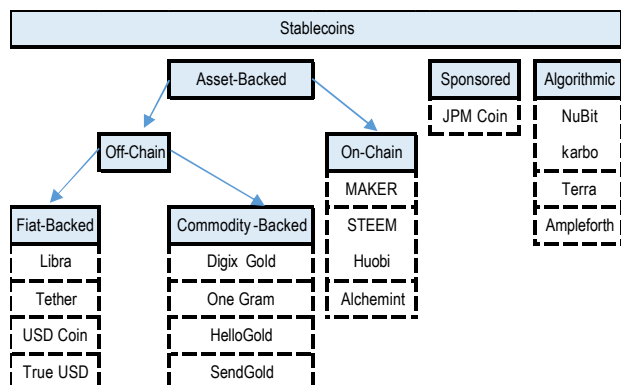 Stablecoins
Asset-Backed
Sponsored
Algorithmic
JPM Coin
NuBit
Off-Chain
On-Chain
karbo
MAKER
Terra
Fiat-Backed
Commodity-Backed
STEEM
Ampleforth
Libra
Digix Gold
Huobi
Tether
One Gram
Alchemint
USD Coin
HelloGold
True USD
SendGold